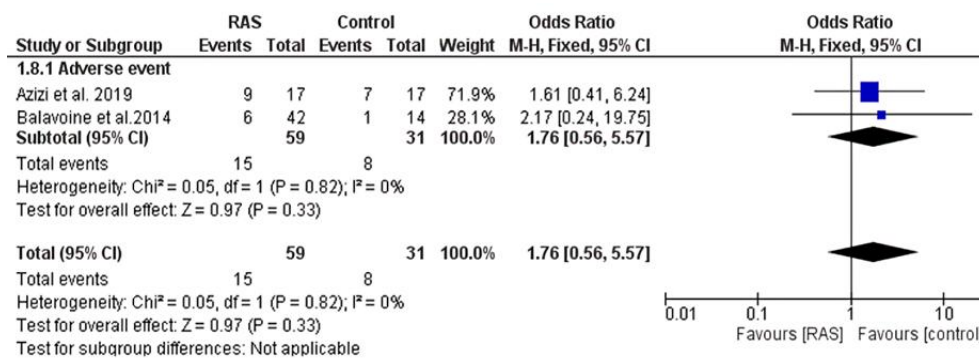 RAS Control Odds Ratio Odds Ratio
Study or Subgroup Events Total Events Total Weight M-H, Fixed, 95% CI M-H, Fixed, 95% CI
1.8.1 Adverse event
Azizi et al. 2019 9 17 7 17 71.9% 1.61 [0.41, 6.24]
Balavoine et al.2014 6 42 1 14 28.1% 2.17 [0.24, 19.75]
Subtotal (95% CI) 59 31 100.0% 1.76 [0.56, 5.57]
Total events 15 8
Heterogeneity: Chi² = 0.05, df = 1 (P = 0.82); I² = 0%
Test for overall effect: Z = 0.97 (P = 0.33)
Total (95% CI) 59 31 100.0% 1.76 [0.56, 5.57]
Total events 15 8
Heterogeneity: Chi² = 0.05, df = 1 (P = 0.82); I² = 0%
Test for overall effect: Z = 0.97 (P = 0.33)
Test for subgroup differences: Not applicable
0.01 0.1 1 10
Favours [RAS] Favours [control]